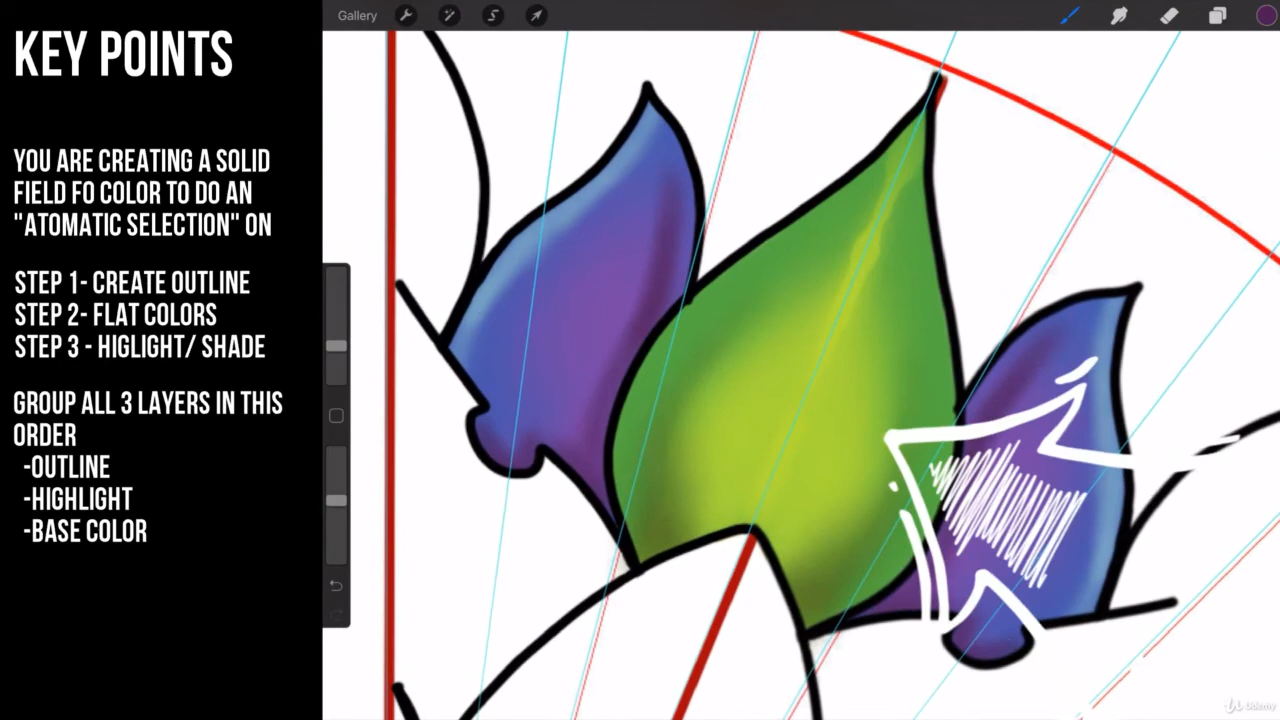 KEY POINTS
Gallery
YOU ARE CREATING A SOLID
FIELD FO COLOR TO DO AN
"ATOMATIC SELECTION" ON
STEP 1- CREATE OUTLINE
STEP 2- FLAT COLORS
STEP 3 - HIGLIGHT/ SHADE
GROUP ALL 3 LAYERS IN THIS
ORDER
-OUTLINE
-HIGHLIGHT
-BASE COLOR
Udemy